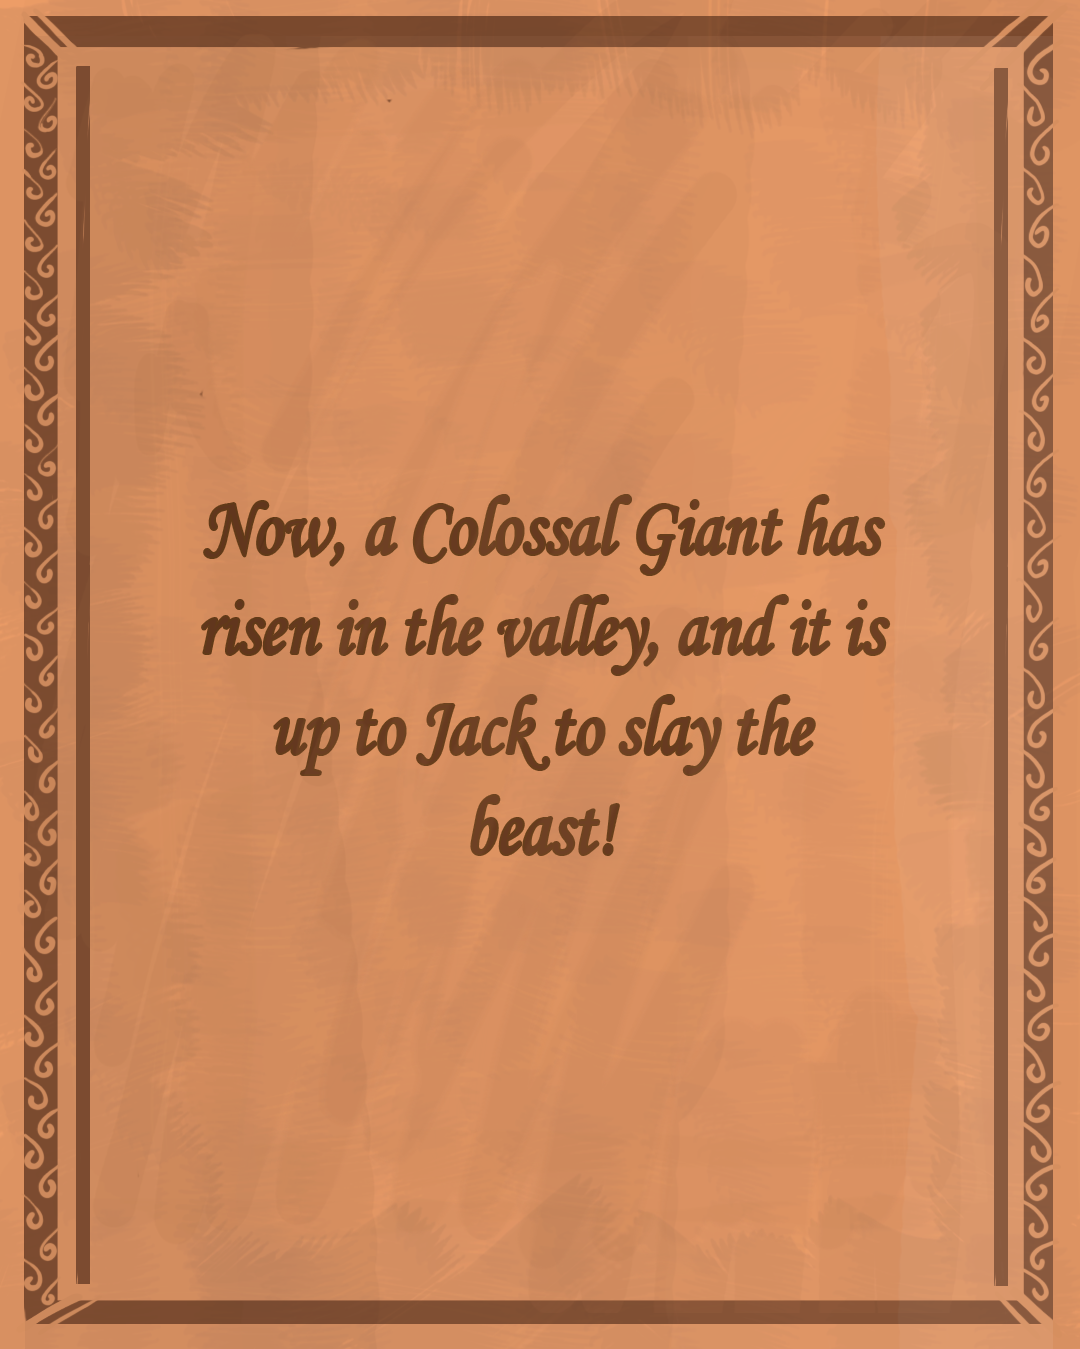 Now, a Colossal Giant has
risen in the valley, and it is
up to Jack to slay the
beast!